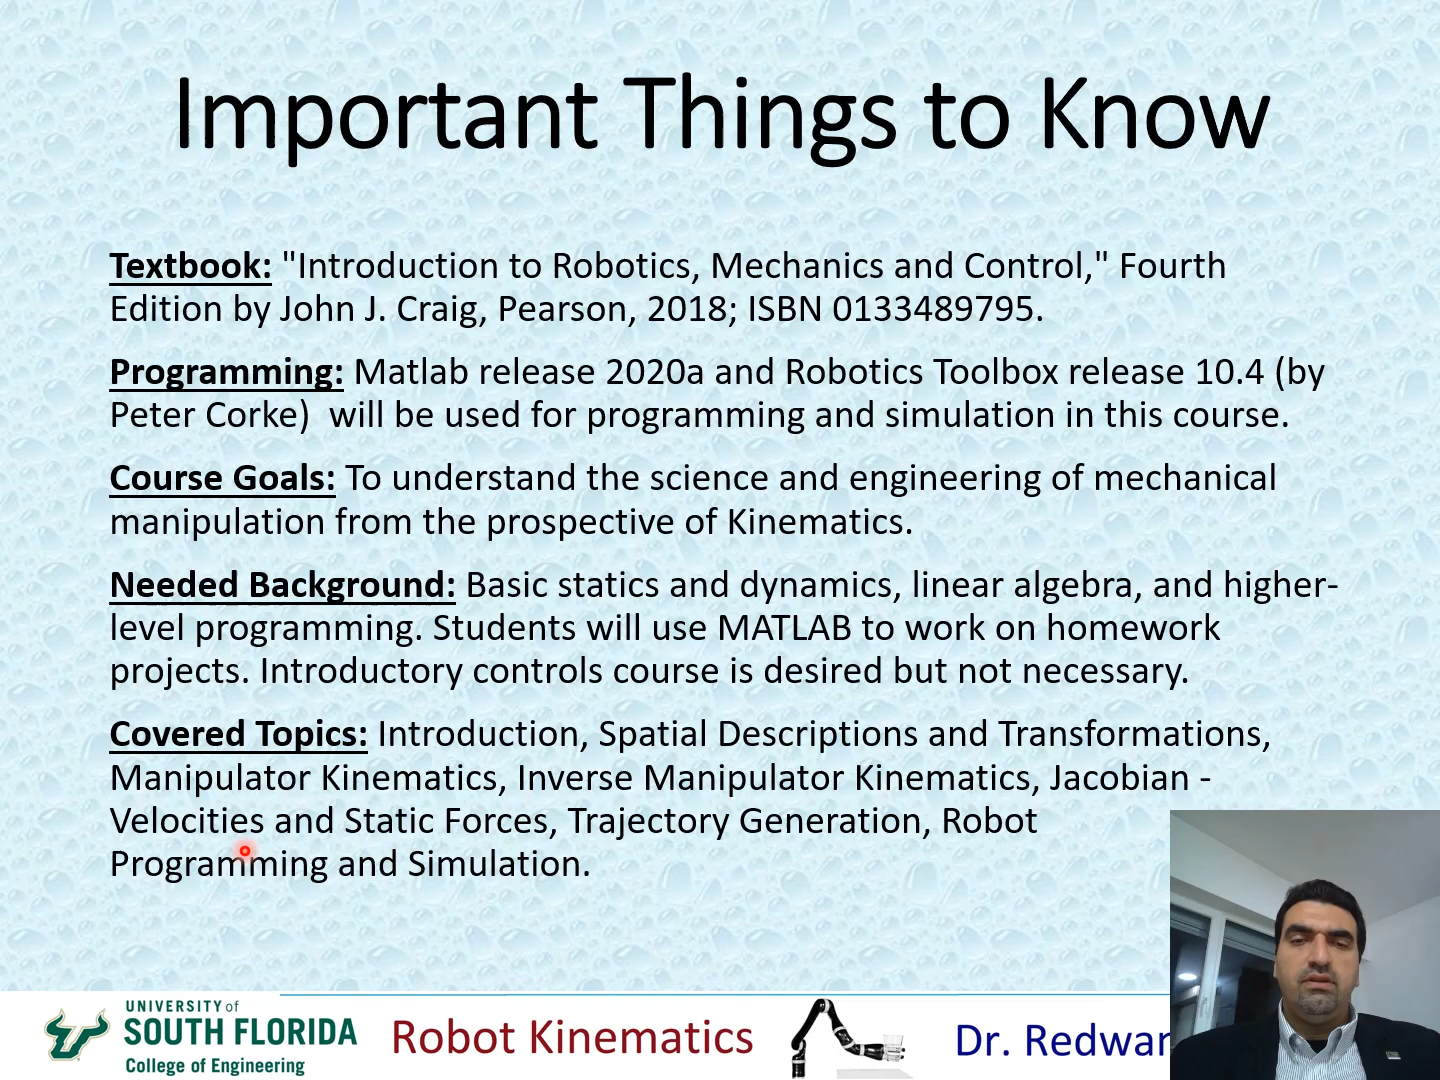 Important Things to Know
Textbook: "Introduction to Robotics, Mechanics and Control," Fourth
Edition by John J. Craig, Pearson, 2018; ISBN 0133489795.
Programming: Matlab release 2020a and Robotics Toolbox release 10.4 (by
Peter Corke)  will be used for programming and simulation in this course.
Course Goals: To understand the science and engineering of mechanical
manipulation from the prospective of Kinematics.
Needed Background: Basic statics and dynamics, linear algebra, and higher-
level programming. Students will use MATLAB to work on homework
projects. Introductory controls course is desired but not necessary.
Covered Topics: Introduction, Spatial Descriptions and Transformations,
Manipulator Kinematics, Inverse Manipulator Kinematics, Jacobian -
Velocities and Static Forces, Trajectory Generation, Robot
Programming and Simulation.
UNIVERSITY of
SOUTH FLORIDA
College of Engineering
Robot Kinematics
Dr.